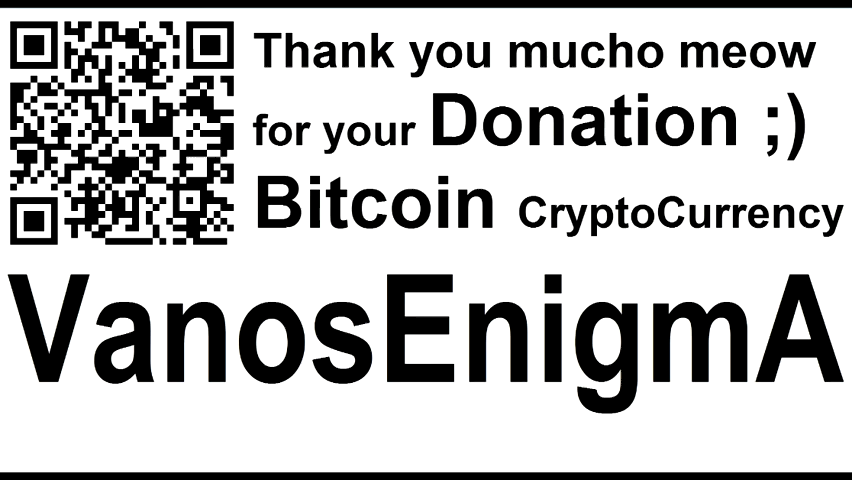 Thank you mucho meow
for your Donation ;)
Bitcoin CryptoCurrency
VanosEnigmA